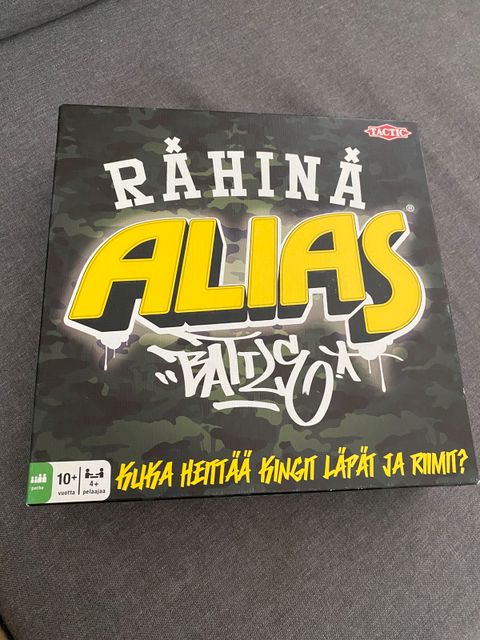 TACTIC
RÄHINÄ
ALIAS®
"BATTLE"
KUKA HEITTÄÄ KINGIT LÄPÄT JA RIIMIT?
perhe
10+
vuotta
4+
pelaajaa